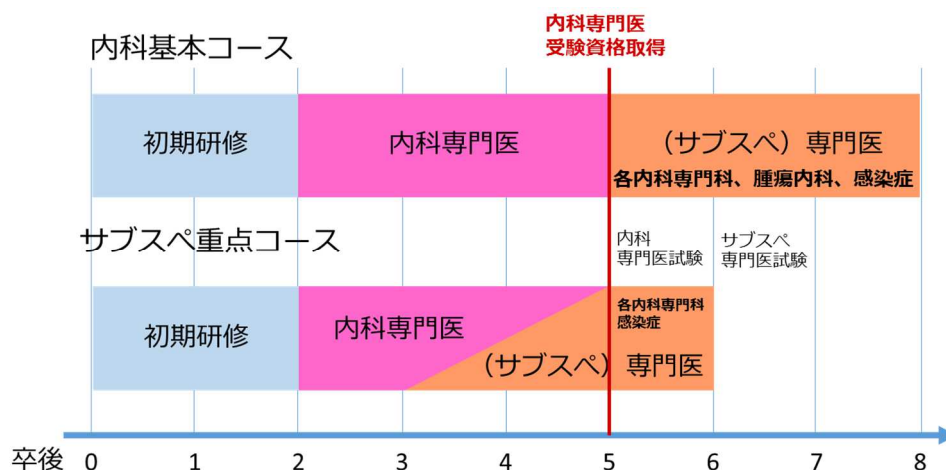 内科専門医
受験資格取得
内科基本コース
初期研修
内科専門医
（サブスペ）専門医
各内科専門科、腫瘍内科、感染症
サブスペ重点コース
内科
専門医試験
サブスペ
専門医試験
初期研修
内科専門医
各内科専門科
感染症
（サブスペ）専門医
卒後 0 1 2 3 4 5 6 7 8